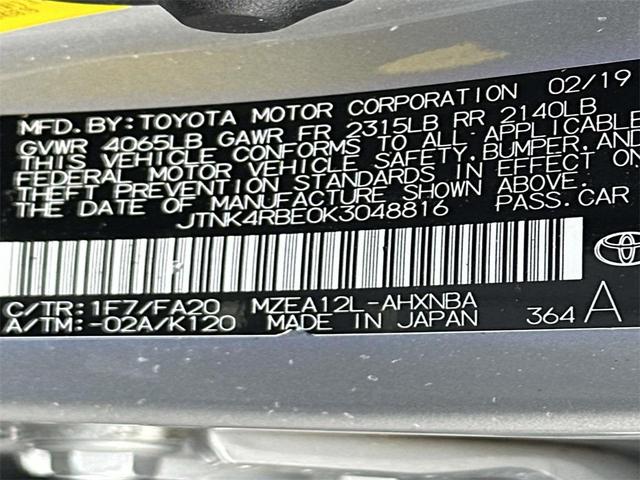 MFD.BY:TOYOTA MOTOR CORPORATION 02/19
GVWR 4065LB GAWR FR 2315LB RR 2140LB
THIS VEHICLE CONFORMS TO ALL APPLICABLE
FEDERAL MOTOR VEHICLE SAFETY,BUMPER,AND
THEFT PREVENTION STANDARDS IN EFFECT ON
THE DATE OF MANUFACTURE SHOWN ABOVE.
JTNK4RBE0K3048816 PASS.CAR
C/TR:1F7/FA20 MZEA12L-AHXNBA
A/TM:-02A/K120 MADE IN JAPAN 364 A